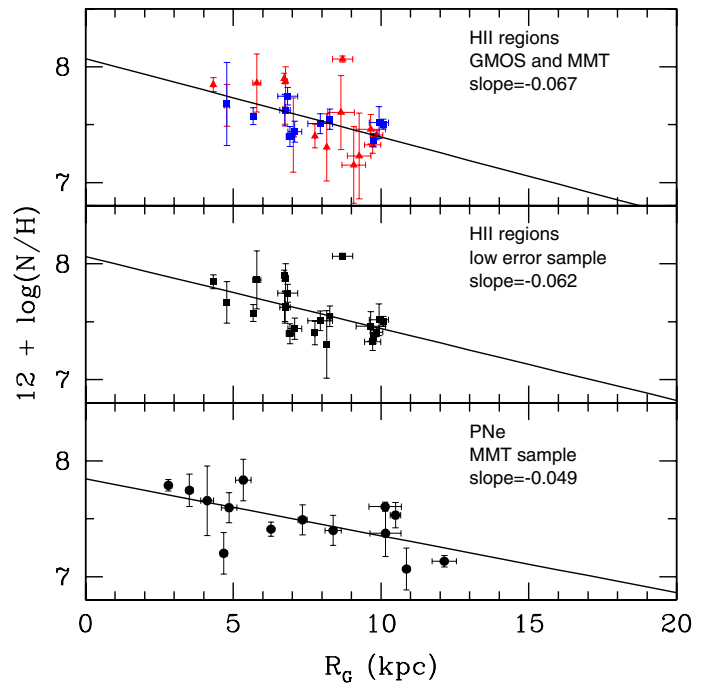 HII regions
GMOS and MMT
slope=-0.067
8
7
HII regions
low error sample
slope=-0.062
8
7
12 + log(N/H)
PNe
MMT sample
slope=-0.049
8
7
0 5 10 15 20
R_G (kpc)